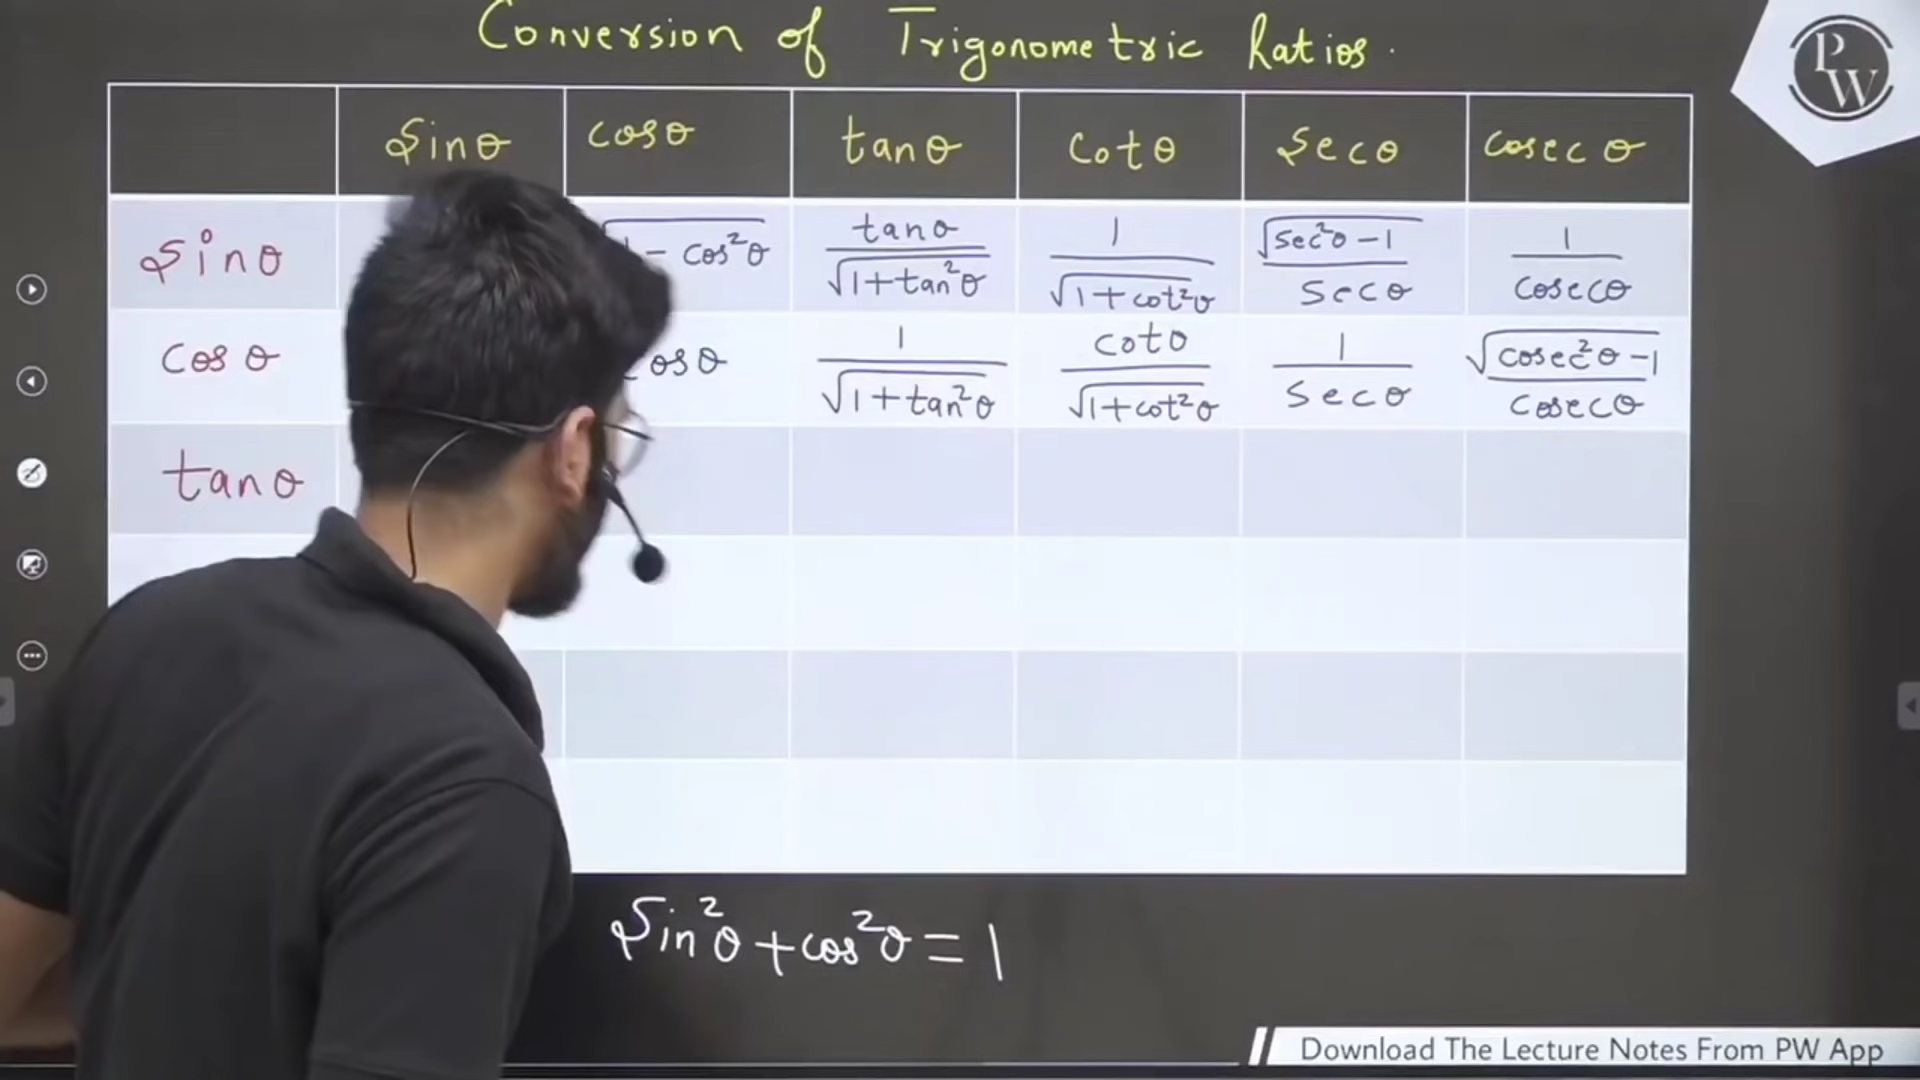 Conversion of Trigonometric Ratios.
PW
sinθ cosθ tanθ cotθ secθ cosecθ
sinθ √1 - cos²θ tanθ/√1+tan²θ 1/√1+cot²θ √sec²θ-1/secθ 1/cosecθ
cosθ cosθ 1/√1+tan²θ cotθ/√1+cot²θ 1/secθ √cosec²θ-1/cosecθ
tanθ
sin²θ+cos²θ=1
Download The Lecture Notes From PW App